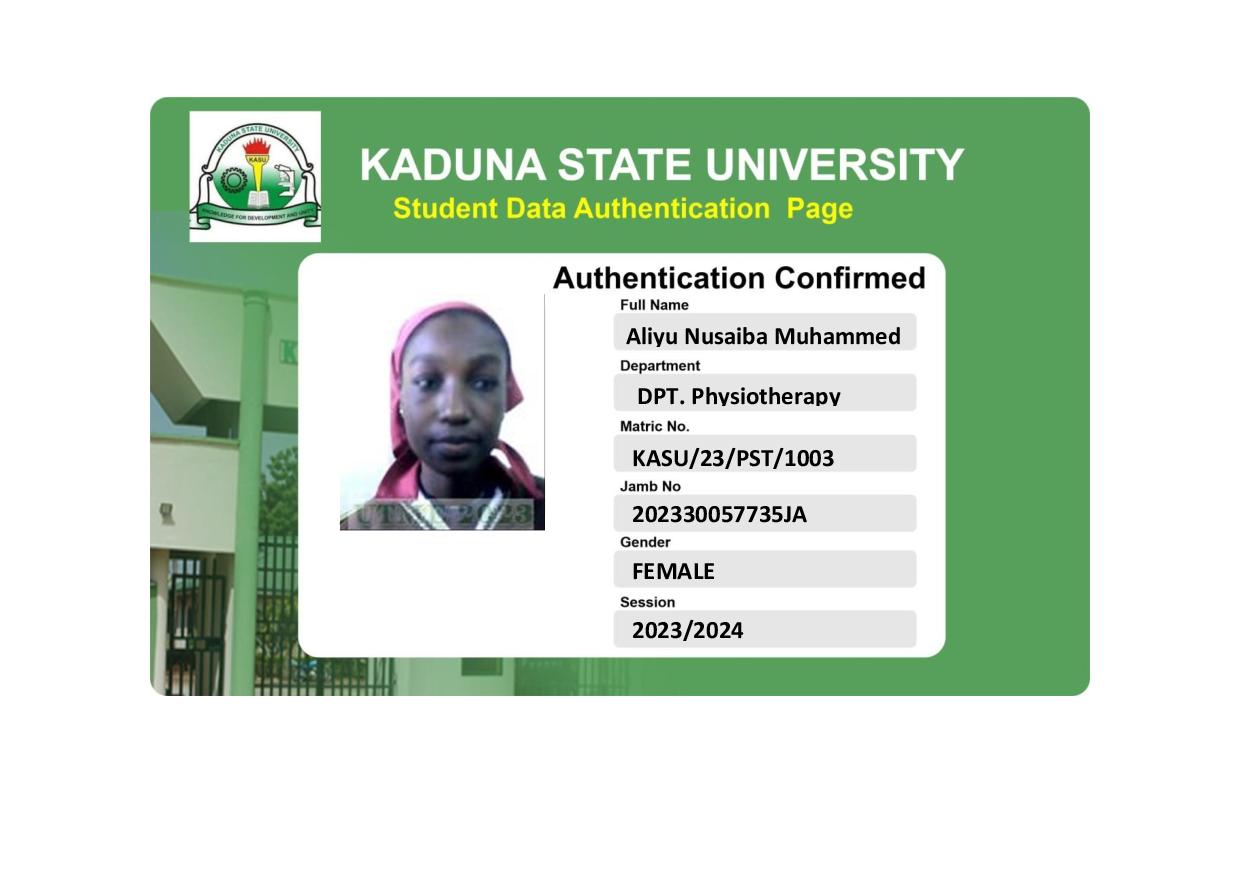 KADUNA STATE UNIVERSITY
KASU
KNOWLEDGE FOR DEVELOPMENT AND UNITY
KADUNA STATE UNIVERSITY
Student Data Authentication Page
Authentication Confirmed
Full Name
Aliyu Nusaiba Muhammed
Department
DPT. Physiotherapy
Matric No.
KASU/23/PST/1003
Jamb No
202330057735JA
Gender
FEMALE
Session
2023/2024
UTME 2023
K